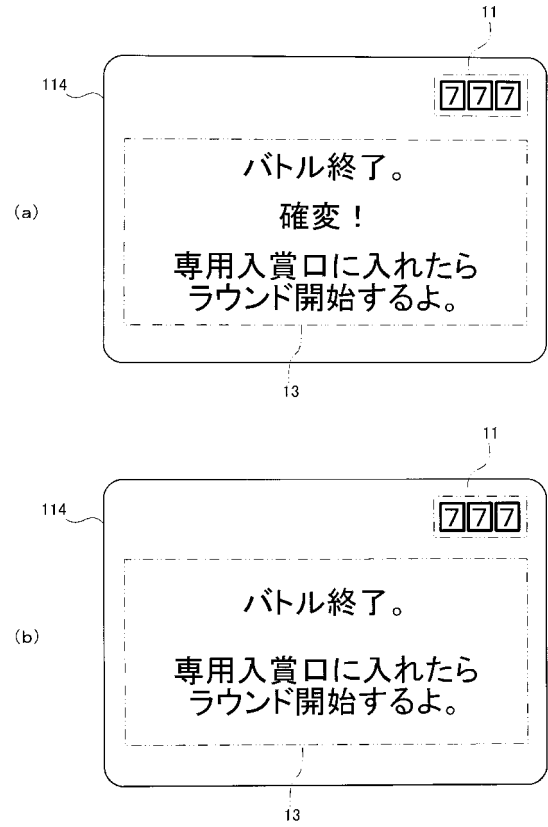 11
114
777
(a)
バトル終了。
確変！
専用入賞口に入れたら
ラウンド開始するよ。
13
11
114
777
(b)
バトル終了。
専用入賞口に入れたら
ラウンド開始するよ。
13